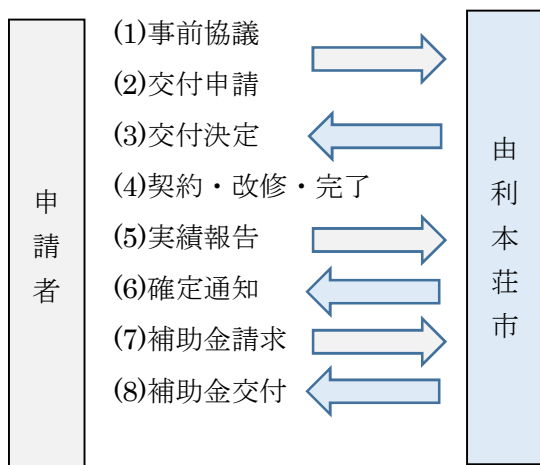 申請者
(1)事前協議
(2)交付申請
(3)交付決定
(4)契約・改修・完了
(5)実績報告
(6)確定通知
(7)補助金請求
(8)補助金交付
由利本荘市